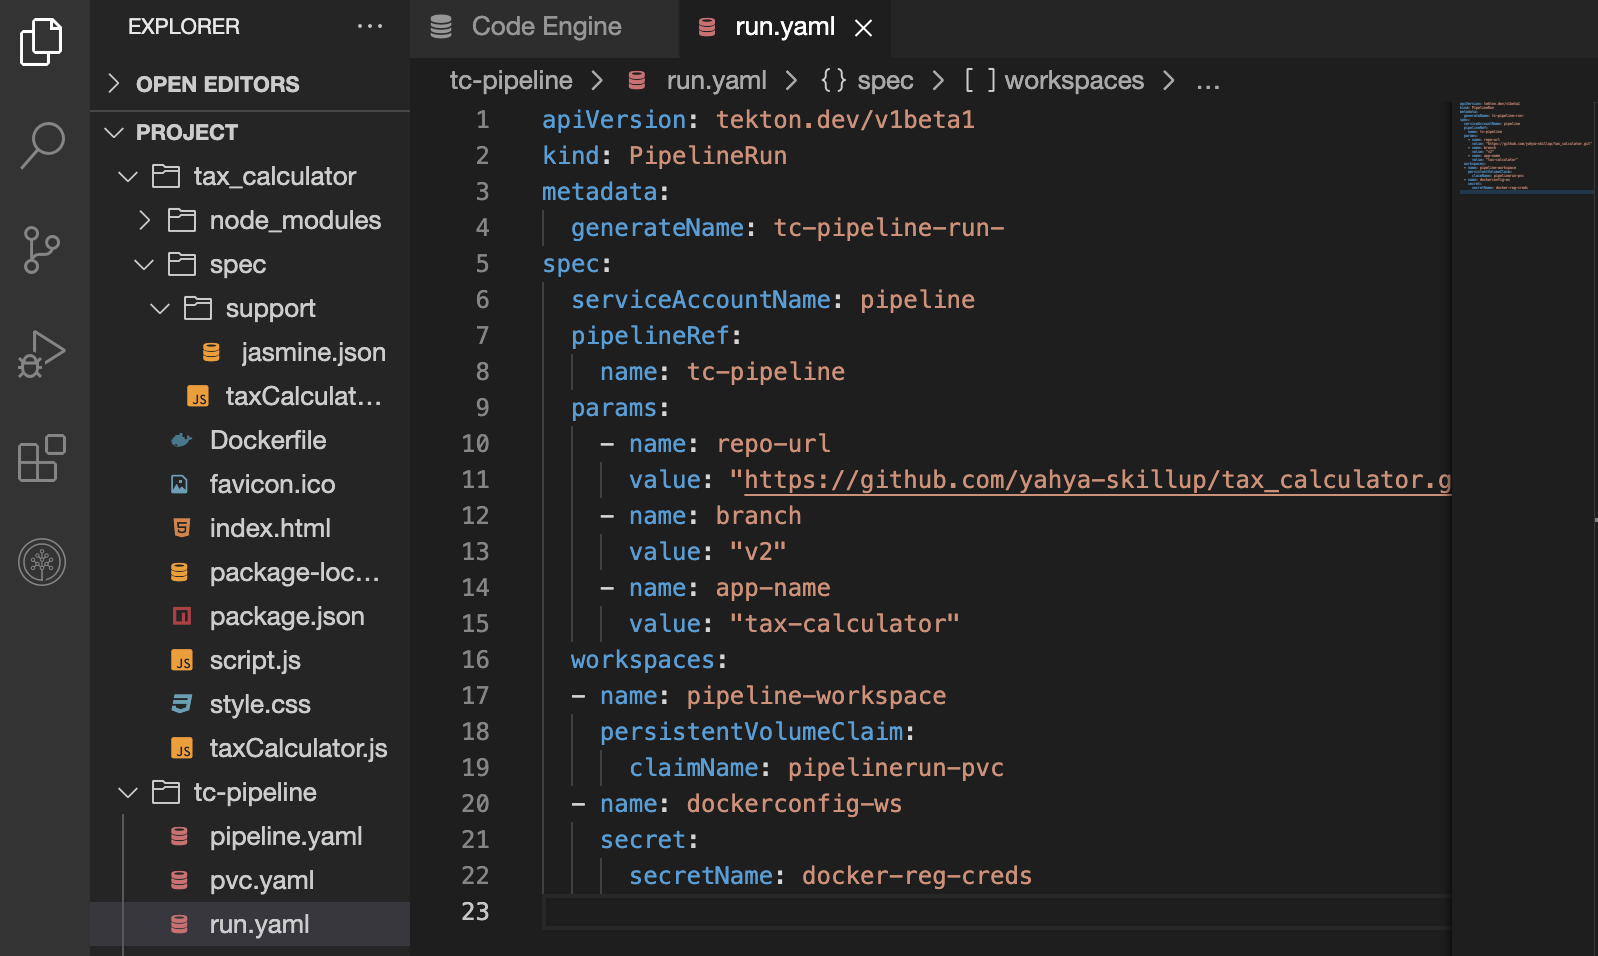 EXPLORER
OPEN EDITORS
PROJECT
tax_calculator
node_modules
spec
support
jasmine.json
JS taxCalculat...
Dockerfile
favicon.ico
index.html
package-loc...
package.json
JS script.js
style.css
JS taxCalculator.js
tc-pipeline
pipeline.yaml
pvc.yaml
run.yaml
Code Engine
run.yaml
tc-pipeline > run.yaml > {} spec > [ ] workspaces > ...
1 apiVersion: tekton.dev/v1beta1
2 kind: PipelineRun
3 metadata:
4 generateName: tc-pipeline-run-
5 spec:
6 serviceAccountName: pipeline
7 pipelineRef:
8 name: tc-pipeline
9 params:
10 - name: repo-url
11 value: "https://github.com/yahya-skillup/tax_calculator.g
12 - name: branch
13 value: "v2"
14 - name: app-name
15 value: "tax-calculator"
16 workspaces:
17 - name: pipeline-workspace
18 persistentVolumeClaim:
19 claimName: pipelinerun-pvc
20 - name: dockerconfig-ws
21 secret:
22 secretName: docker-reg-creds
23